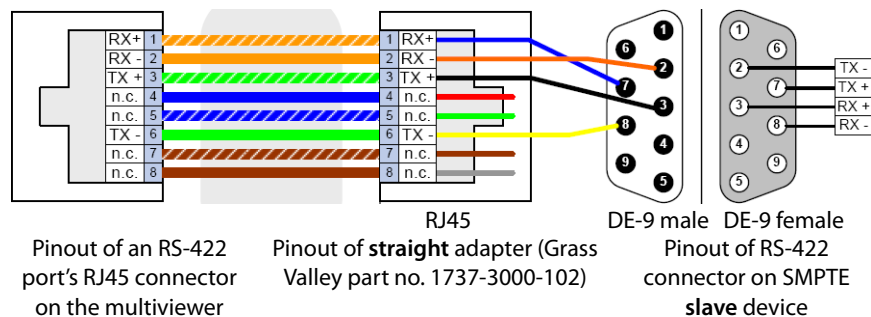 RX+ 1
RX - 2
TX + 3
n.c. 4
n.c. 5
TX - 6
n.c. 7
n.c. 8
1 RX+
2 RX -
3 TX +
4 n.c.
5 n.c.
6 TX -
7 n.c.
8 n.c.
1
6
2
7
3
8
4
9
5
1
6
2
7
3
8
4
9
5
TX -
TX +
RX +
RX -
RJ45
DE-9 male
DE-9 female
Pinout of an RS-422
port's RJ45 connector
on the multiviewer
Pinout of straight adapter (Grass
Valley part no. 1737-3000-102)
Pinout of RS-422
connector on SMPTE
slave device